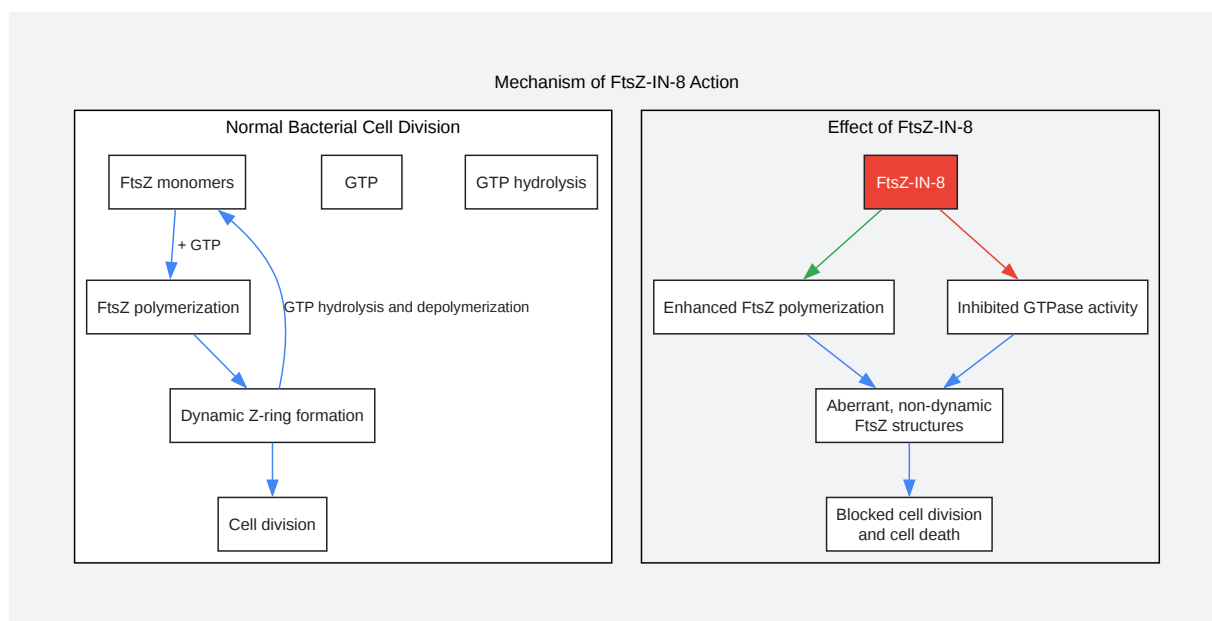 Mechanism of FtsZ-IN-8 Action
Normal Bacterial Cell Division
FtsZ monomers
GTP
GTP hydrolysis
+ GTP
FtsZ polymerization
GTP hydrolysis and depolymerization
Dynamic Z-ring formation
Cell division
Effect of FtsZ-IN-8
FtsZ-IN-8
Enhanced FtsZ polymerization
Inhibited GTPase activity
Aberrant, non-dynamic
FtsZ structures
Blocked cell division
and cell death